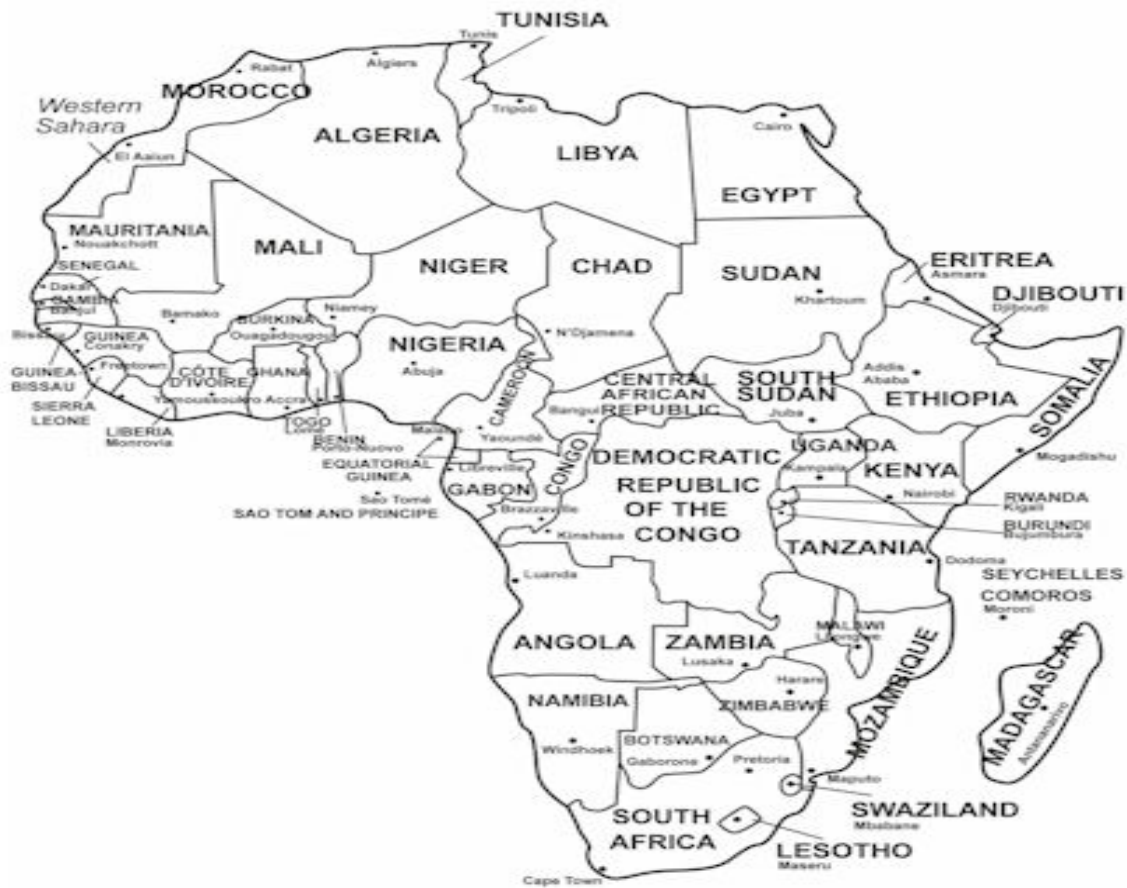 TUNISIA
Tunis
Algiers
Rabat
MOROCCO
Western
Sahara
Tripoli
Cairo
ALGERIA
LIBYA
El Aaiun
EGYPT
MAURITANIA
Nouakchott
MALI
NIGER
CHAD
SUDAN
ERITREA
Asmara
SENEGAL
Dakar
Khartoum
DJIBOUTI
Djibouti
GAMBIA
Banjul
Bamako
BURKINA
Ouagadougou
Niamey
N'Djamena
Bissau
GUINEA
Conakry
NIGERIA
Abuja
GUINEA
BISSAU
Freetown
CÔTE
D'IVOIRE
GHANA
CAMEROON
CENTRAL
AFRICAN
REPUBLIC
Bangui
SOUTH
SUDAN
Juba
Addis
Ababa
ETHIOPIA
SOMALIA
SIERRA
LEONE
Yamoussoukro
Accra
LIBERIA
Monrovia
TOGO
Lomé
BENIN
Porto-Nuovo
Malabo
Yaoundé
EQUATORIAL
GUINEA
Libreville
GABON
CONGO
DEMOCRATIC
REPUBLIC
OF THE
CONGO
UGANDA
Kampala
KENYA
Nairobi
Mogadishu
Sao Tomé
SAO TOM AND PRINCIPE
Brazzaville
Kinshasa
RWANDA
Kigali
BURUNDI
Bujumbura
TANZANIA
Dodoma
Luanda
SEYCHELLES
COMOROS
Moroni
ANGOLA
ZAMBIA
Lusaka
MALAWI
MOZAMBIQUE
MADAGASCAR
Antananarivo
NAMIBIA
Harare
ZIMBABWE
Windhoek
BOTSWANA
Gaborona
Pretoria
Maputo
SWAZILAND
Mbabane
SOUTH
AFRICA
LESOTHO
Maseru
Cape Town